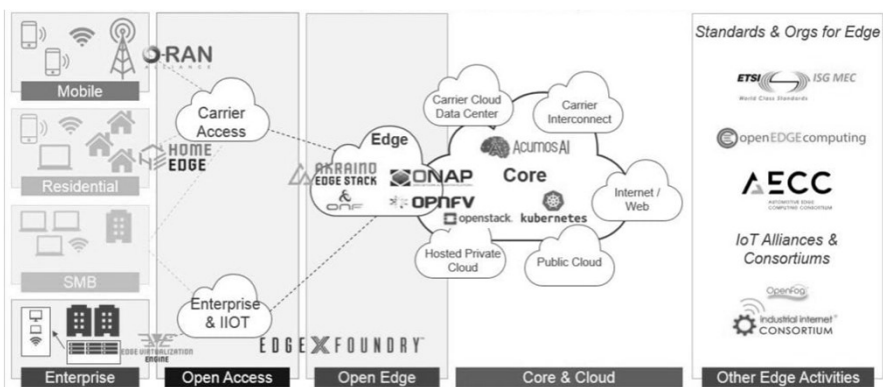 O-RAN
ALLIANCE
Mobile
HOME
EDGE
Residential
SMB
EDGE VIRTUALIZATION
ENGINE
Enterprise
Carrier
Access
Enterprise
& IIOT
Open Access
Edge
AKRAINO
EDGE STACK
&
ONF
EDGE X FOUNDRY™
Open Edge
Carrier Cloud
Data Center
Carrier
Interconnect
Acumos AI
ONAP
Core
OPNFV
openstack.
kubernetes
Internet /
Web
Hosted Private
Cloud
Public Cloud
Core & Cloud
Standards & Orgs for Edge
ETSI
ISG MEC
World Class Standards
openEDGEcomputing
AECC
AUTOMOTIVE EDGE
COMPUTING CONSORTIUM
IoT Alliances &
Consortiums
OpenFog
industrial internet
CONSORTIUM
Other Edge Activities